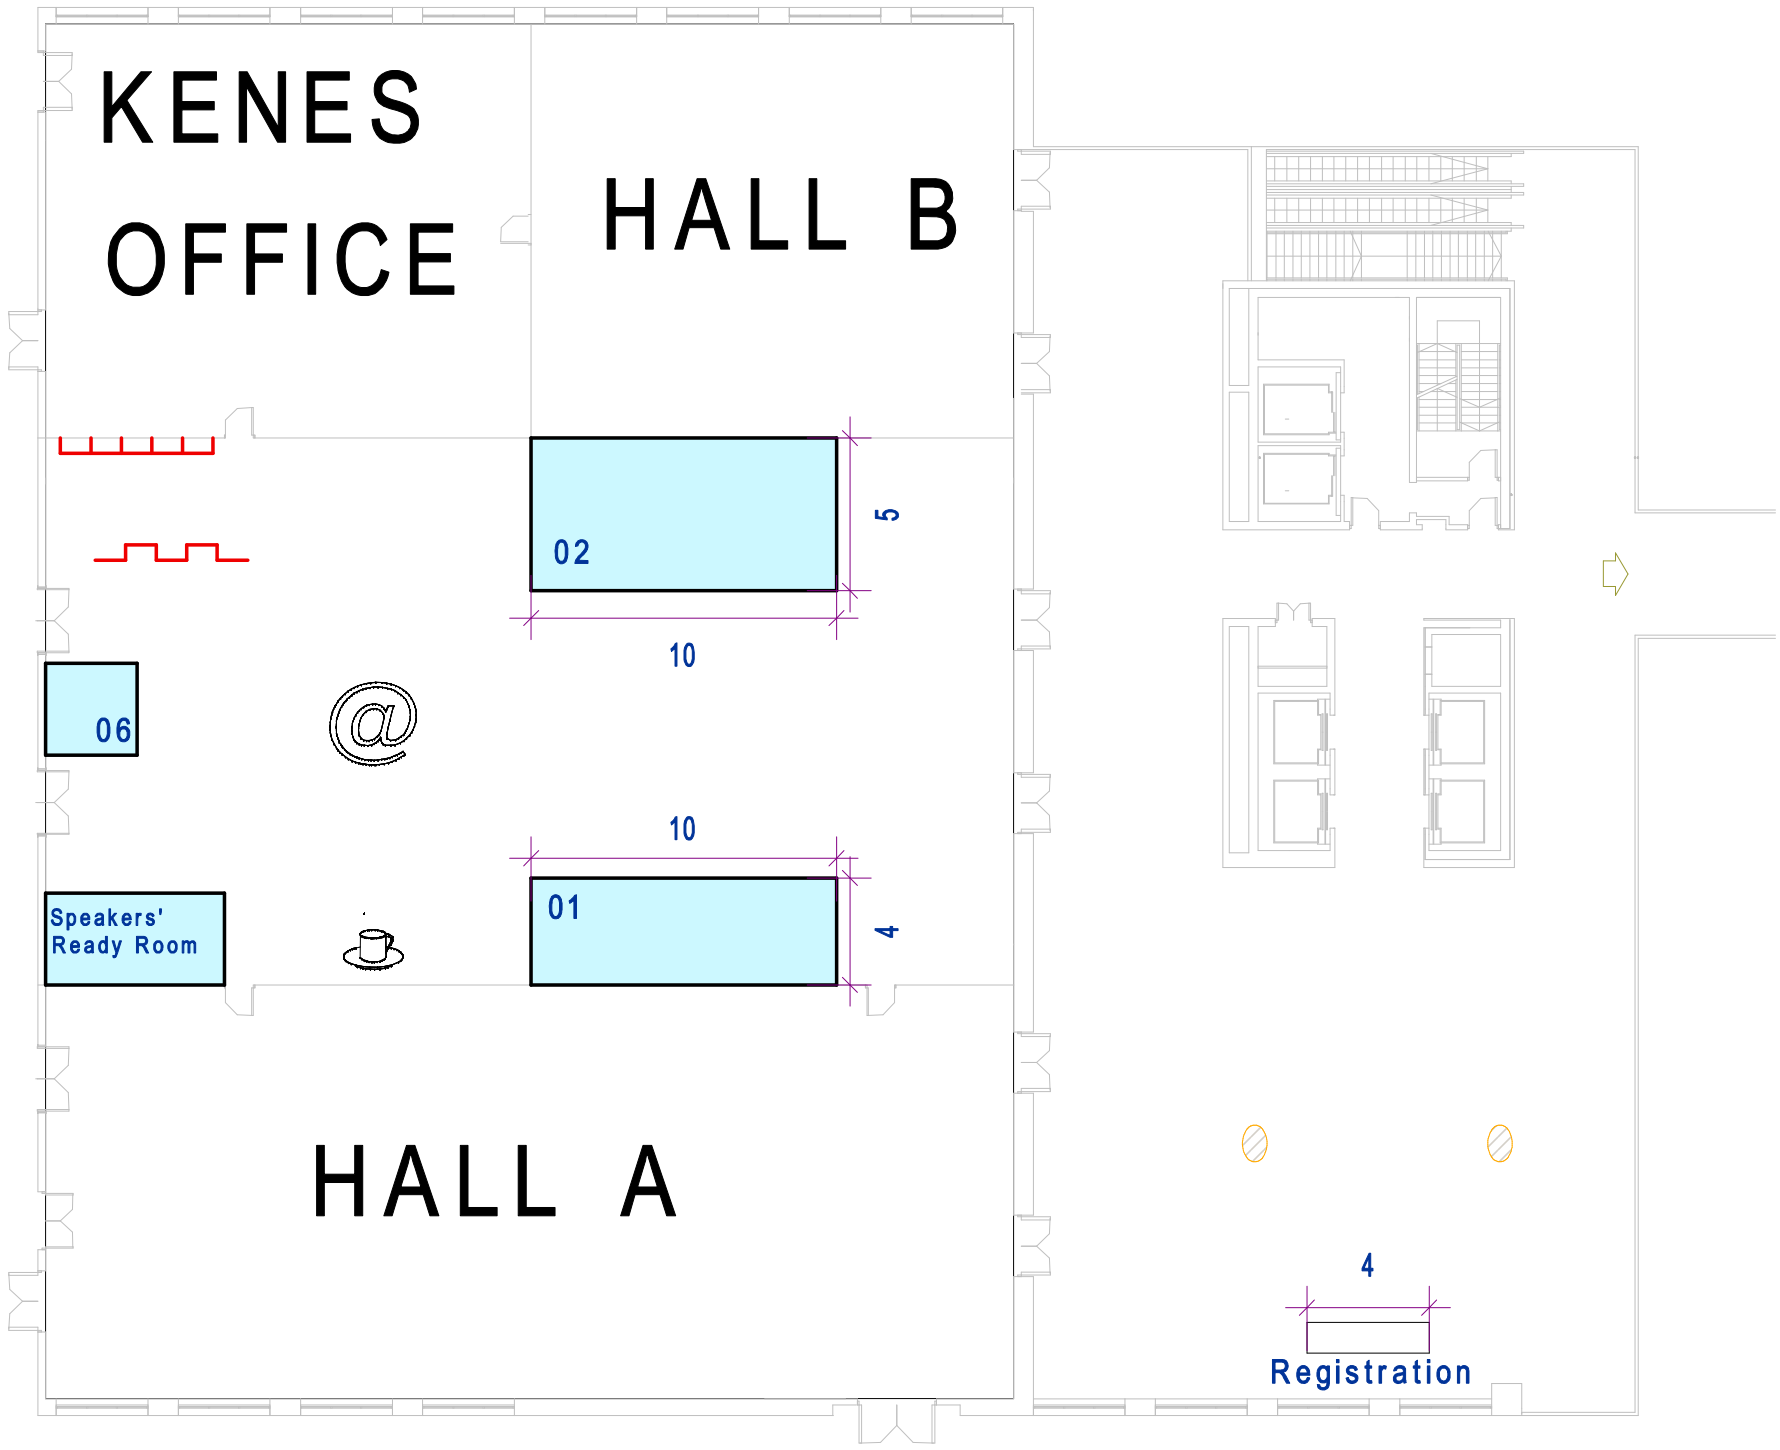 KENES
OFFICE
HALL B
02
5
10
06
@
10
01
4
Speakers'
Ready Room
HALL A
4
Registration